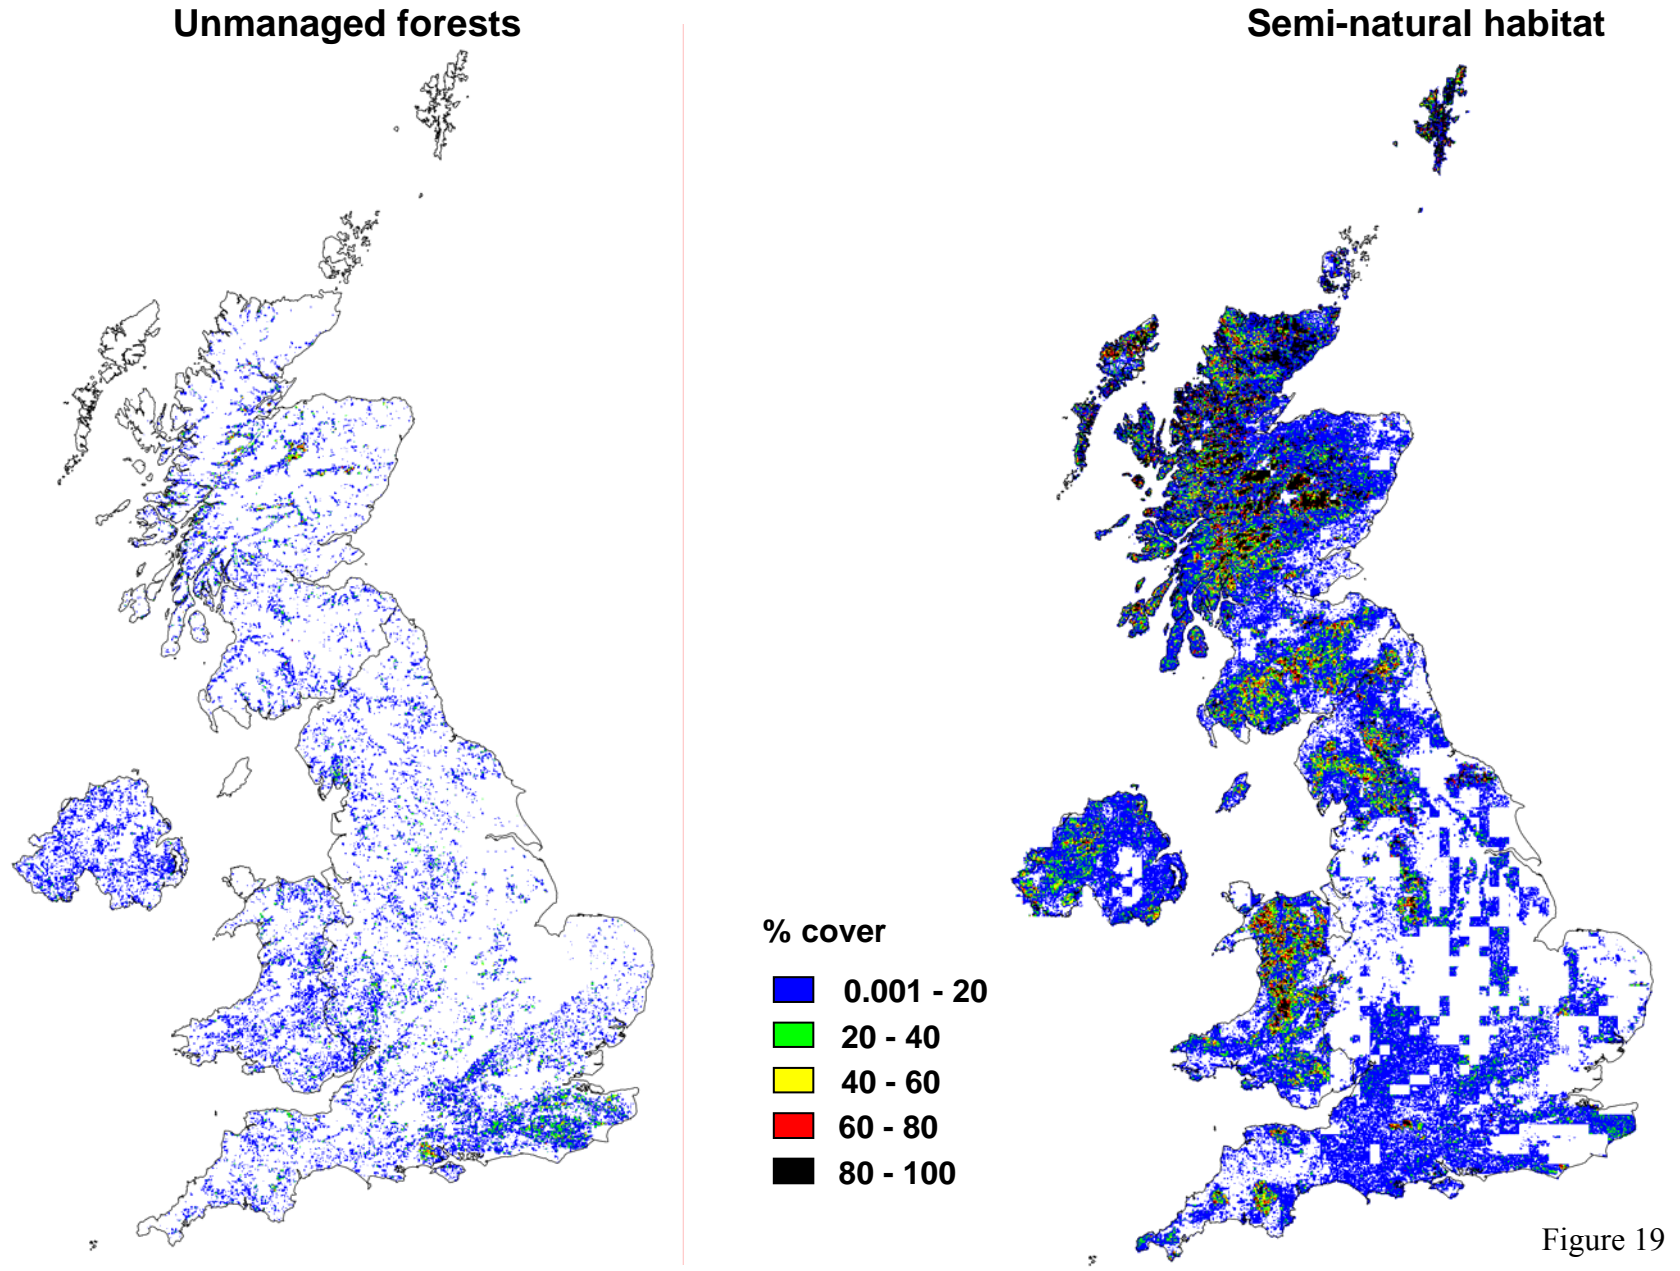 Unmanaged forests
Semi-natural habitat
% cover
0.001 - 20
20 - 40
40 - 60
60 - 80
80 - 100
Figure 19